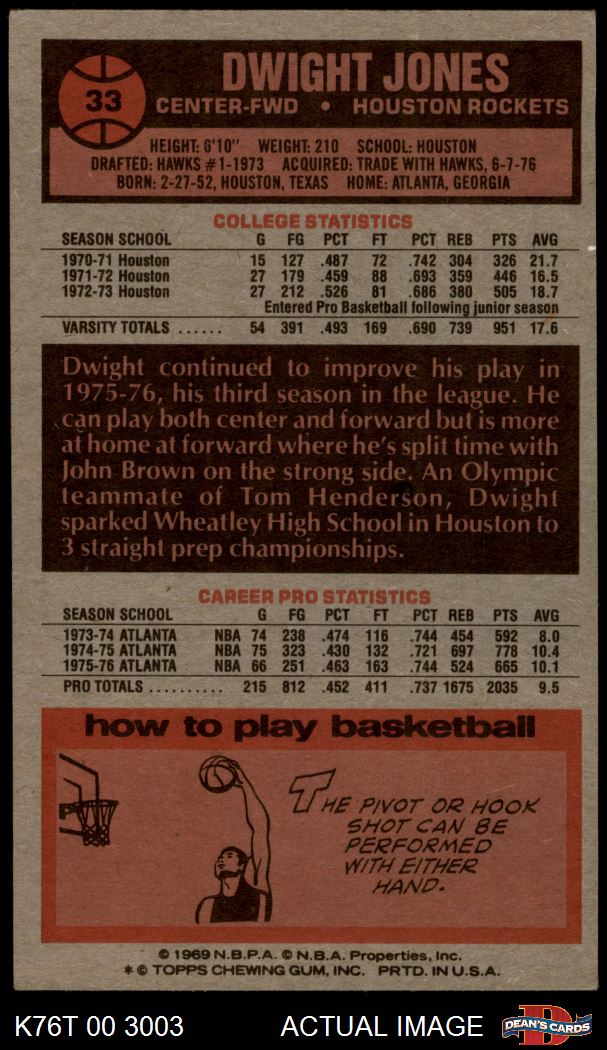 33
DWIGHT JONES
CENTER-FWD • HOUSTON ROCKETS
HEIGHT: 6'10" WEIGHT: 210 SCHOOL: HOUSTON
DRAFTED: HAWKS #1-1973 ACQUIRED: TRADE WITH HAWKS, 6-7-76
BORN: 2-27-52, HOUSTON, TEXAS HOME: ATLANTA, GEORGIA
COLLEGE STATISTICS
SEASON SCHOOL G FG PCT FT PCT REB PTS AVG
1970-71 Houston 15 127 .487 72 .742 304 326 21.7
1971-72 Houston 27 179 .459 88 .693 359 446 16.5
1972-73 Houston 27 212 .526 81 .686 380 505 18.7
Entered Pro Basketball following junior season
VARSITY TOTALS ...... 54 391 .493 169 .690 739 951 17.6
Dwight continued to improve his play in
1975-76, his third season in the league. He
can play both center and forward but is more
at home at forward where he's split time with
John Brown on the strong side. An Olympic
teammate of Tom Henderson, Dwight
sparked Wheatley High School in Houston to
3 straight prep championships.
CAREER PRO STATISTICS
SEASON SCHOOL G FG PCT FT PCT REB PTS AVG
1973-74 ATLANTA NBA 74 238 .474 116 .744 454 592 8.0
1974-75 ATLANTA NBA 75 323 .430 132 .721 697 778 10.4
1975-76 ATLANTA NBA 66 251 .463 163 .744 524 665 10.1
PRO TOTALS .......... 215 812 .452 411 .737 1675 2035 9.5
how to play basketball
THE PIVOT OR HOOK
SHOT CAN BE
PERFORMED
WITH EITHER
HAND.
© 1969 N.B.P.A. © N.B.A. Properties, Inc.
* © TOPPS CHEWING GUM, INC. PRTD. IN U.S.A.
K76T 00 3003 ACTUAL IMAGE DEAN'S CARDS